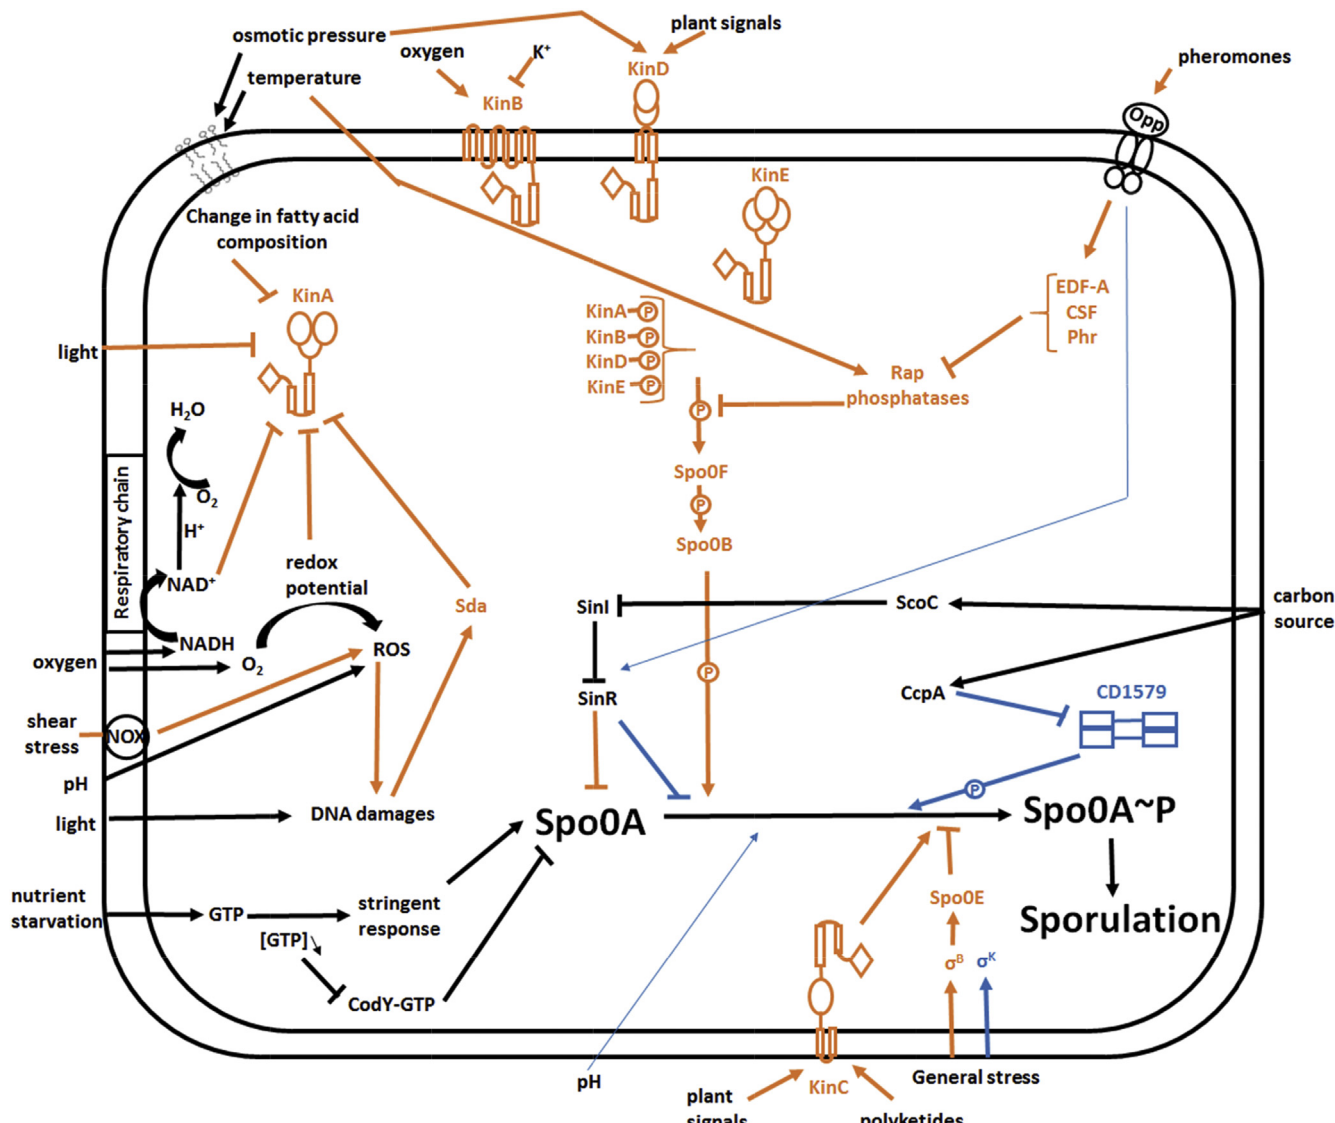 osmotic pressure
plant signals
oxygen
K⁺
KinD
pheromones
temperature
KinB
Opp
KinE
Change in fatty acid
composition
KinA
EDF-A
CSF
Phr
KinA P
KinB P
KinD P
KinE P
light
Rap
phosphatases
P
H₂O
O₂
H⁺
Respiratory chain
Spo0F
P
Spo0B
redox
potential
NAD⁺
NADH
Sda
SinI
ScoC
carbon
source
oxygen
O₂
ROS
P
SinR
CcpA
CD1579
shear
stress
NOX
pH
P
light
DNA damages
Spo0A
Spo0A~P
nutrient
starvation
GTP
stringent
response
[GTP]
Spo0E
Sporulation
σᴮ
σᴷ
CodY-GTP
pH
General stress
KinC
plant
signals
polyketides